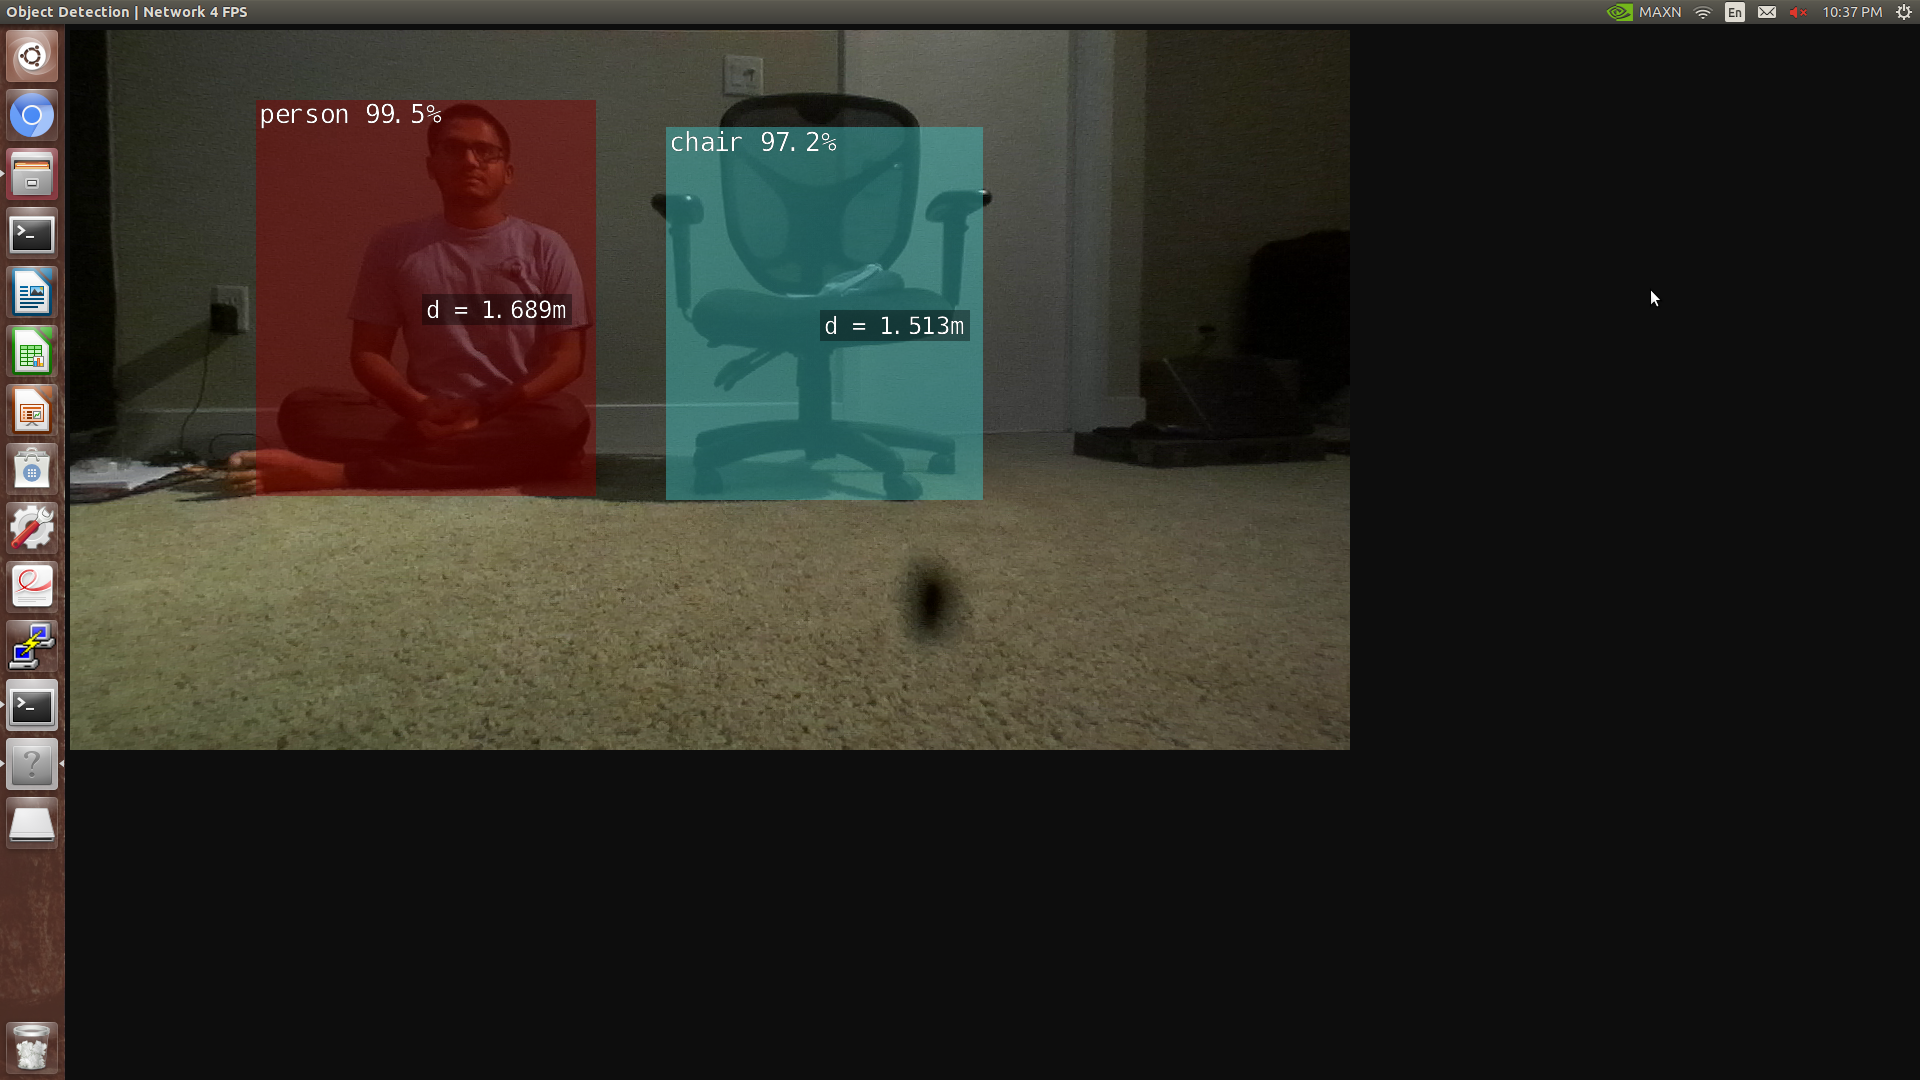 Object Detection | Network 4 FPS
MAXN
En
10:37 PM
person 99.5%
chair 97.2%
d = 1.689m
d = 1.513m